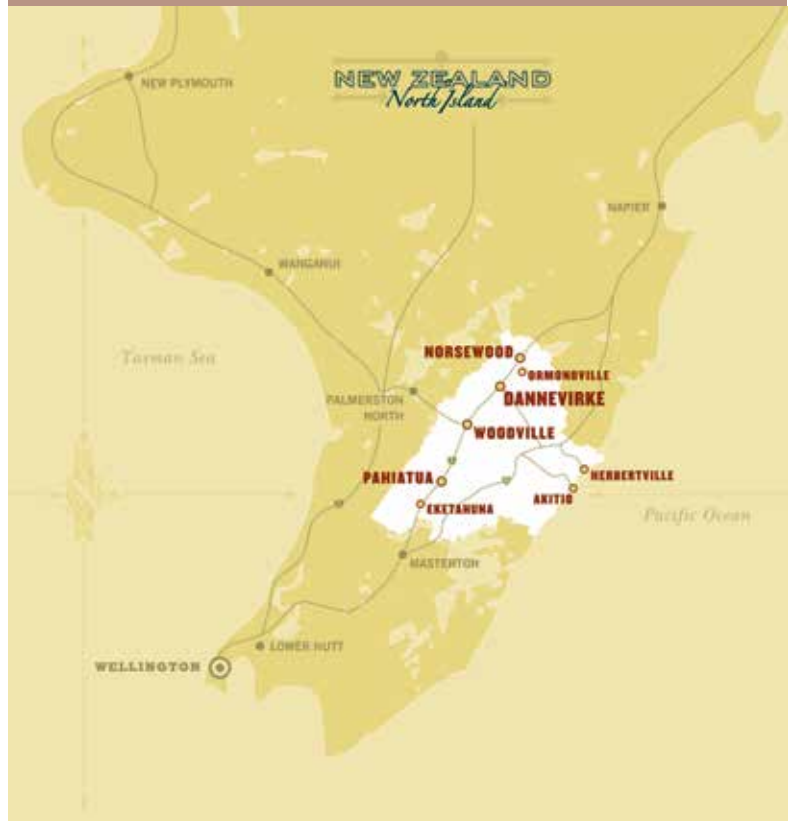 NEW ZEALAND
North Island
NEW PLYMOUTH
NAPIER
WANGANUI
Tasman Sea
NORSEWOOD
ORMONDVILLE
DANNEVIRKE
PALMERSTON
NORTH
WOODVILLE
PAHIATUA
HERBERTVILLE
AKITIO
EKETAHUNA
Pacific Ocean
MASTERTON
LOWER HUTT
WELLINGTON